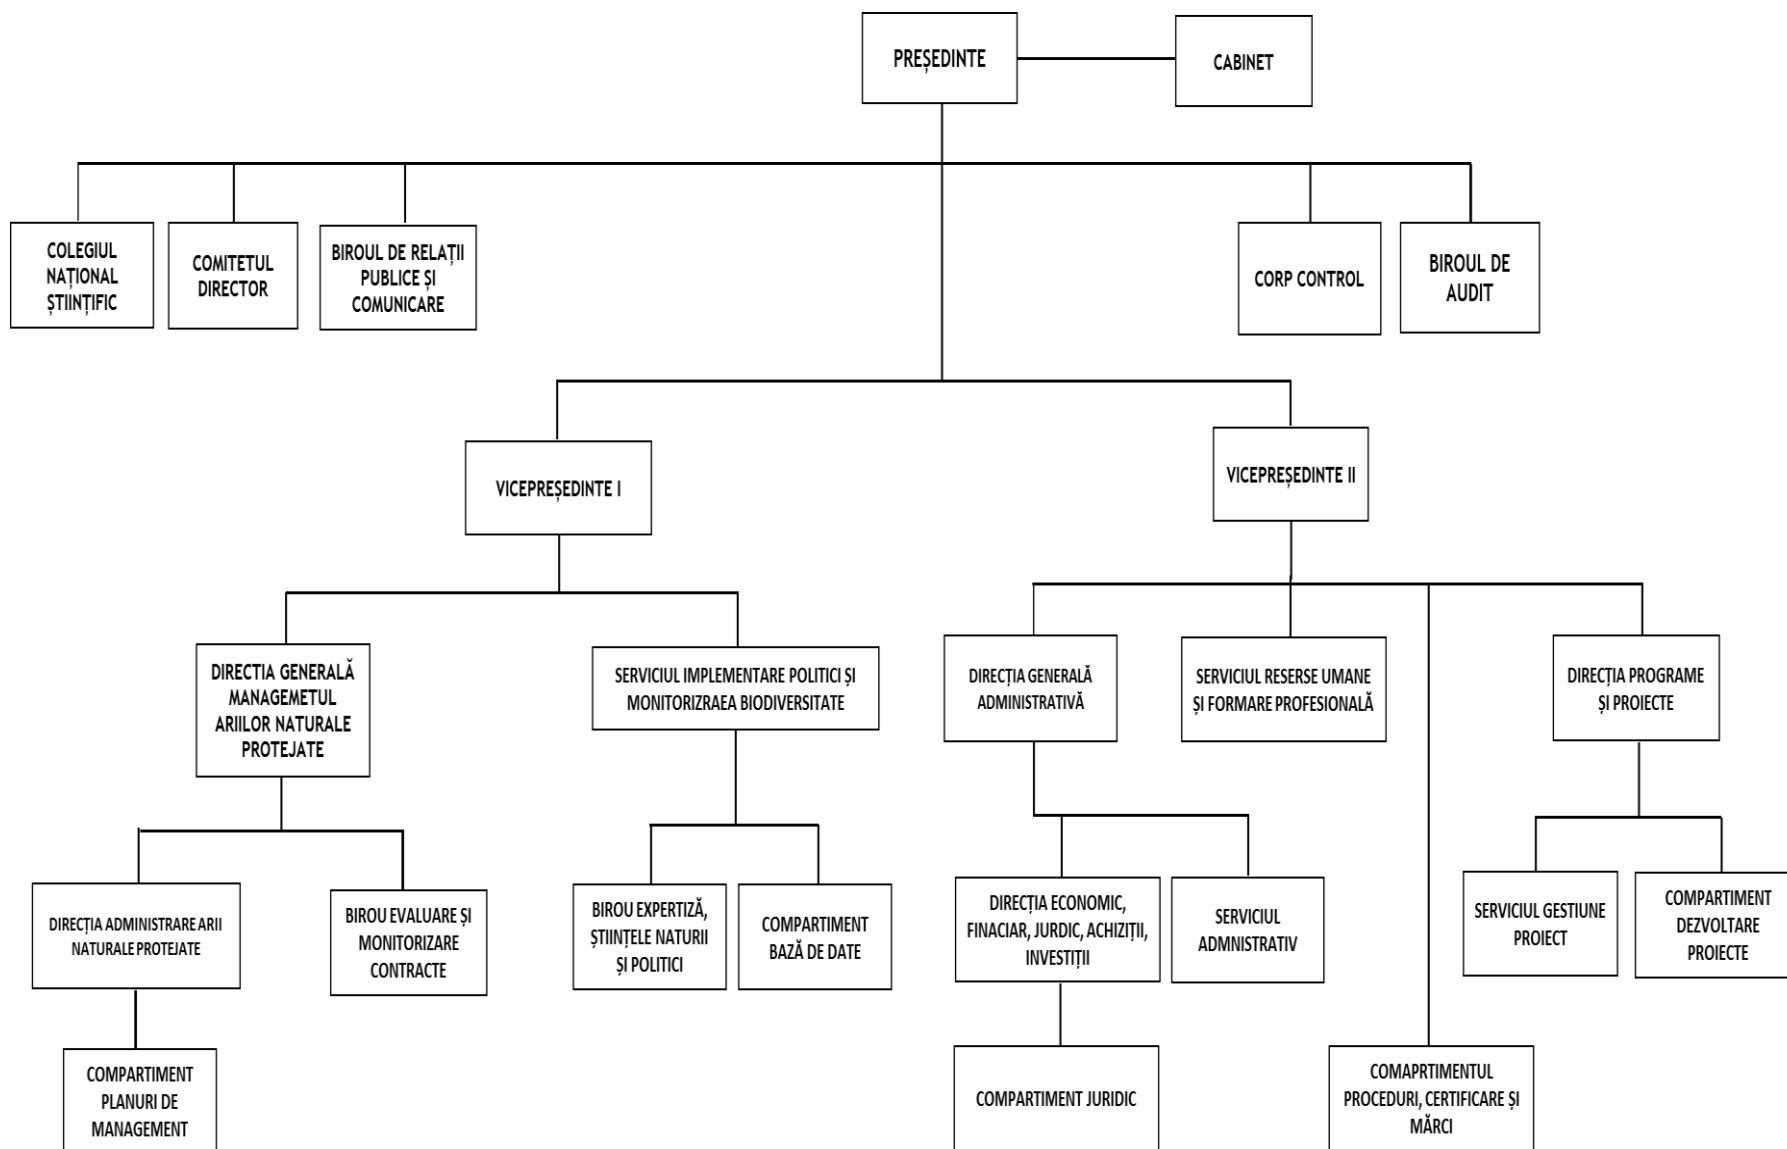 PREȘEDINTE
CABINET
COLEGIUL
NAȚIONAL
ȘTIINȚIFIC
COMITETUL
DIRECTOR
BIROUL DE RELAȚII
PUBLICE ȘI
COMUNICARE
CORP CONTROL
BIROUL DE
AUDIT
VICEPREȘEDINTE I
VICEPREȘEDINTE II
DIRECTIA GENERALĂ
MANAGEMETUL
ARIILOR NATURALE
PROTEJATE
SERVICIUL IMPLEMENTARE POLITICI ȘI
MONITORIZRAEA BIODIVERSITATE
DIRECȚIA GENERALĂ
ADMINISTRATIVĂ
SERVICIUL RESERSE UMANE
ȘI FORMARE PROFESIONALĂ
DIRECȚIA PROGRAME
ȘI PROIECTE
DIRECȚIA ADMINISTRARE ARII
NATURALE PROTEJATE
BIROU EVALUARE ȘI
MONITORIZARE
CONTRACTE
BIROU EXPERTIZĂ,
ȘTIINȚELE NATURII
ȘI POLITICI
COMPARTIMENT
BAZĂ DE DATE
DIRECȚIA ECONOMIC,
FINACIAR, JURDIC, ACHIZIȚII,
INVESTIȚII
SERVICIUL
ADMNISTRATIV
SERVICIUL GESTIUNE
PROIECT
COMPARTIMENT
DEZVOLTARE
PROIECTE
COMPARTIMENT
PLANURI DE
MANAGEMENT
COMPARTIMENT JURIDIC
COMAPRTIMENTUL
PROCEDURI, CERTIFICARE ȘI
MĂRCI